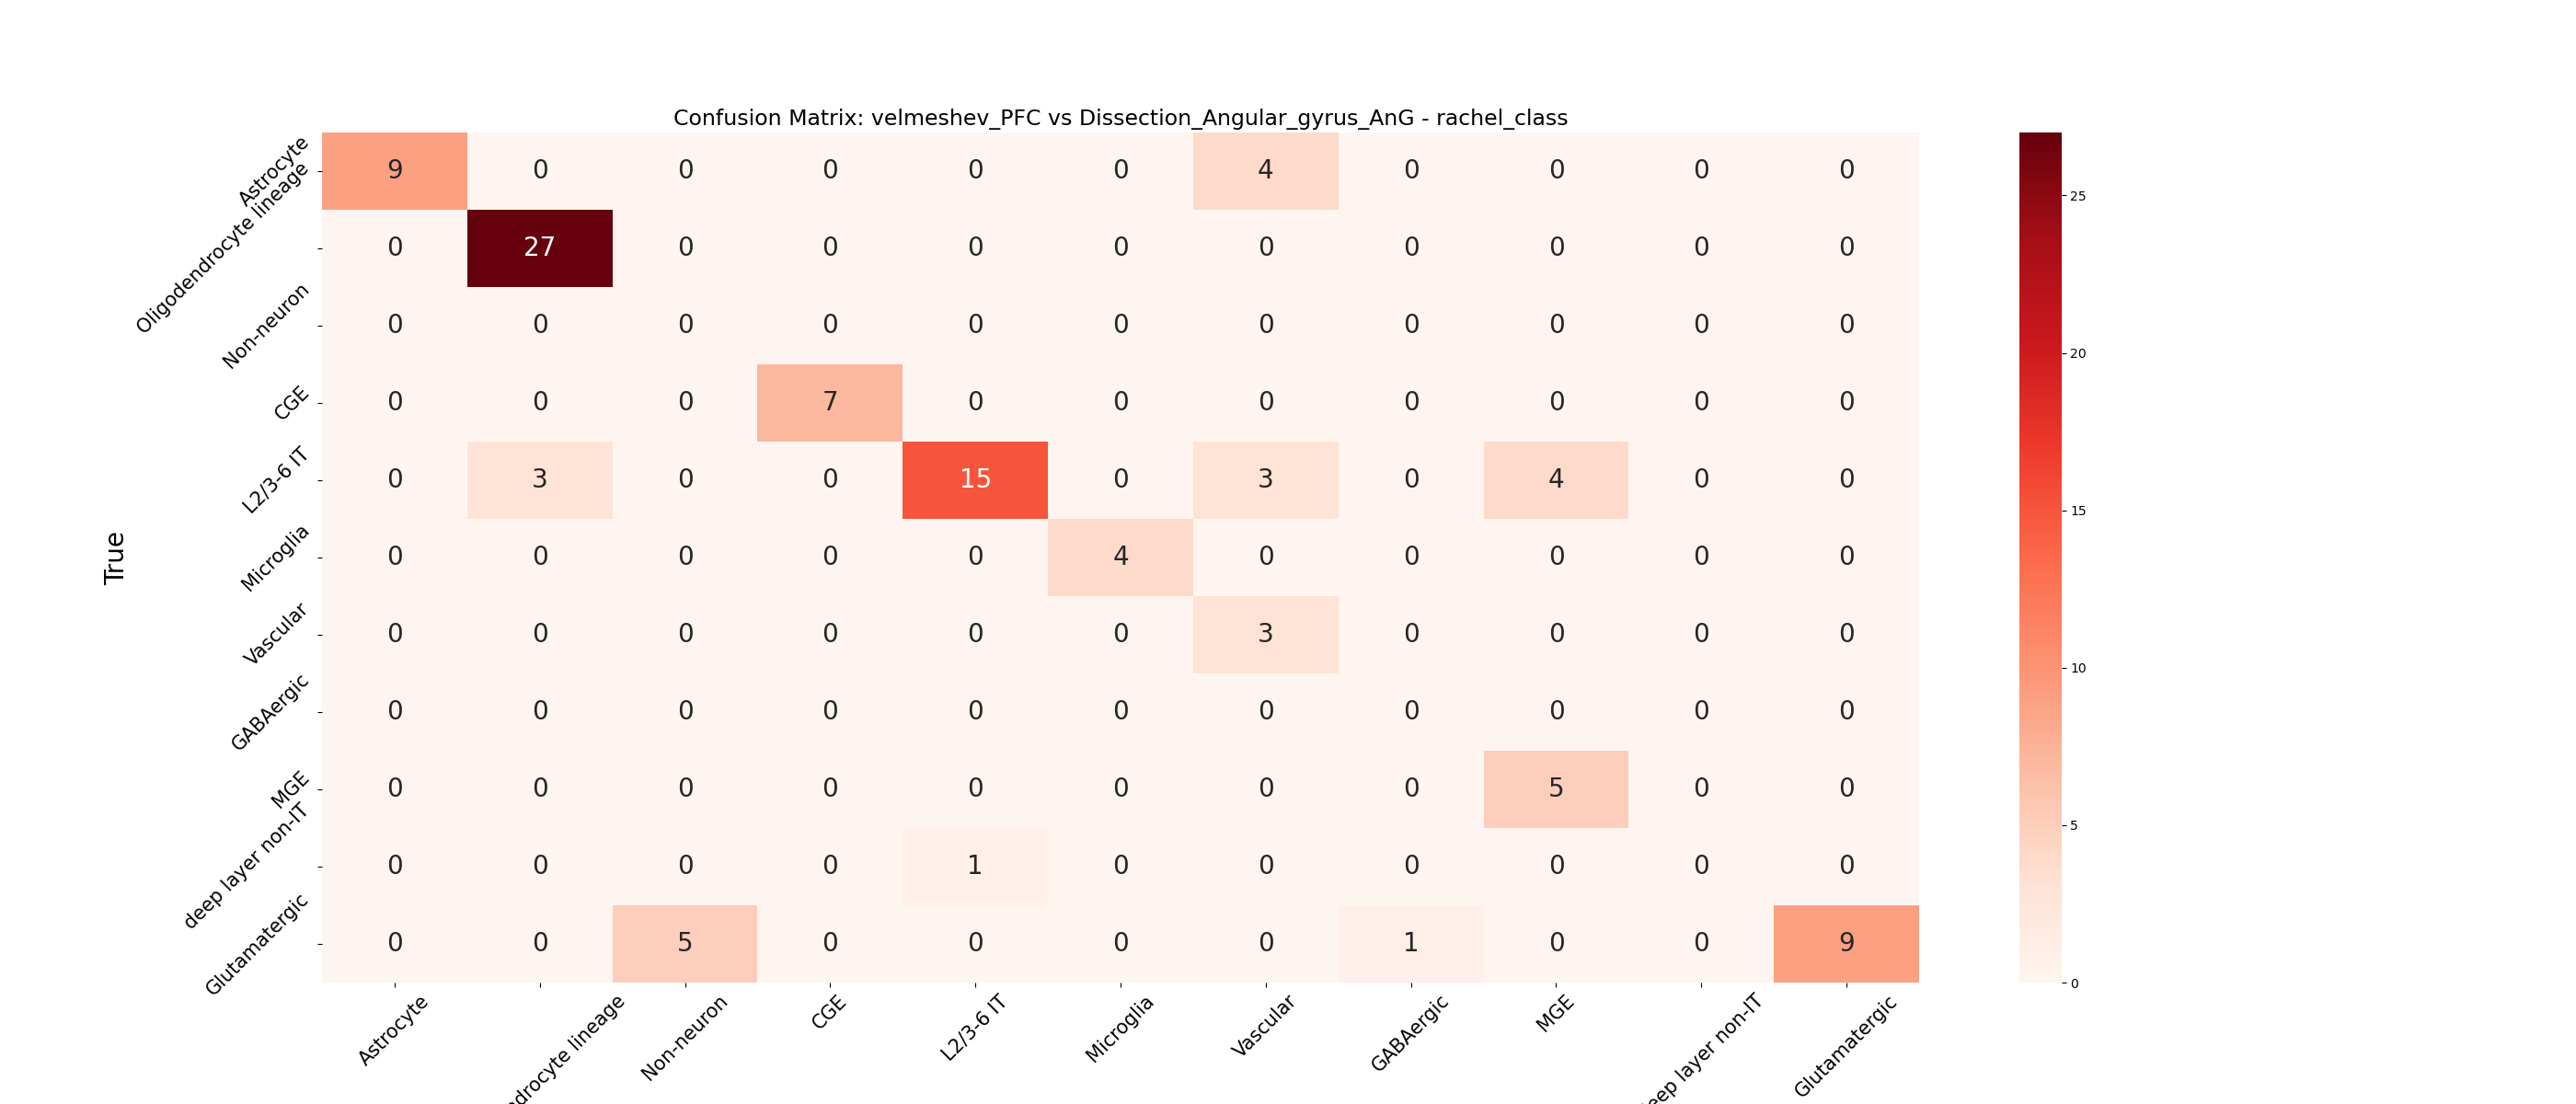 Confusion Matrix: velmeshev_PFC vs Dissection_Angular_gyrus_AnG - rachel_class
Astrocyte 9 0 0 0 0 0 4 0 0 0 0
Oligodendrocyte lineage 0 27 0 0 0 0 0 0 0 0 0
Non-neuron 0 0 0 0 0 0 0 0 0 0 0
CGE 0 0 0 7 0 0 0 0 0 0 0
L2/3-6 IT 0 3 0 0 15 0 3 0 4 0 0
Microglia 0 0 0 0 0 4 0 0 0 0 0
Vascular 0 0 0 0 0 0 3 0 0 0 0
GABAergic 0 0 0 0 0 0 0 0 0 0 0
MGE 0 0 0 0 0 0 0 0 5 0 0
deep layer non-IT 0 0 0 0 1 0 0 0 0 0 0
Glutamatergic 0 0 5 0 0 0 0 1 0 0 9
True
Astrocyte
lineage
Non-neuron
CGE
L2/3-6 IT
Microglia
Vascular
GABAergic
MGE
layer non-IT
Glutamatergic
25
20
15
10
5
0